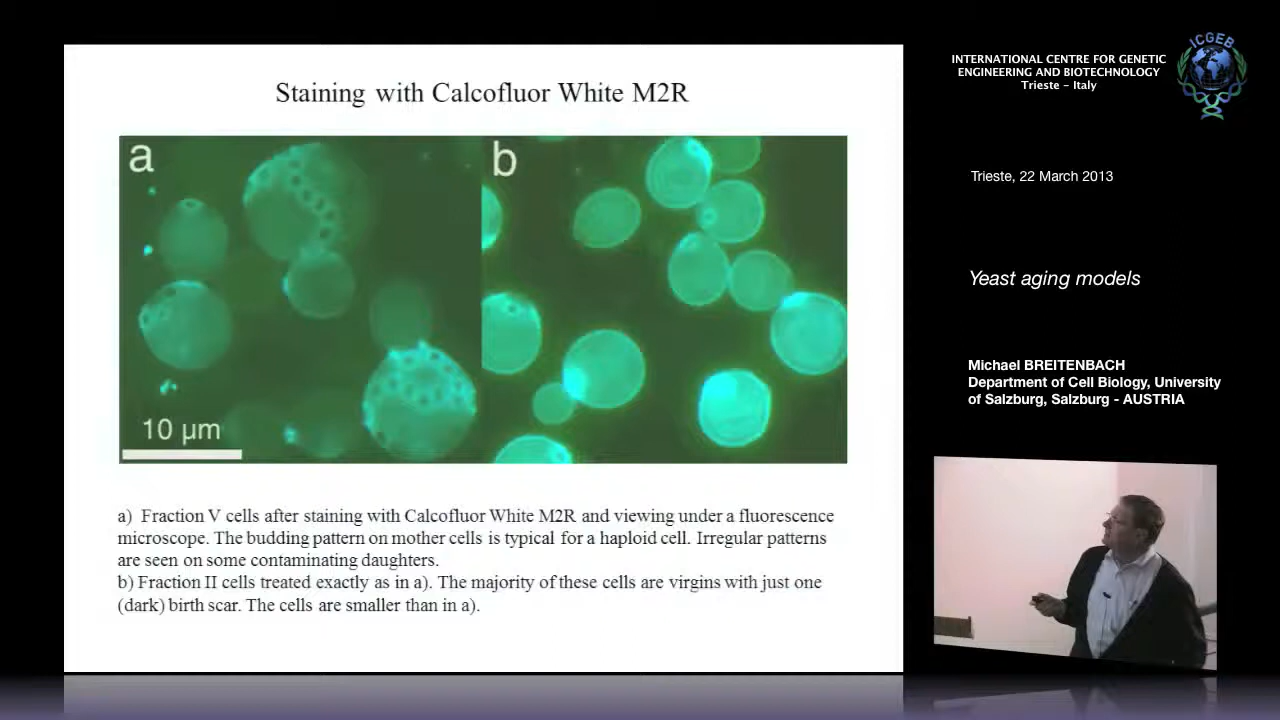 Staining with Calcofluor White M2R
a
b
10 µm
a) Fraction V cells after staining with Calcofluor White M2R and viewing under a fluorescence
microscope. The budding pattern on mother cells is typical for a haploid cell. Irregular patterns
are seen on some contaminating daughters.
b) Fraction II cells treated exactly as in a). The majority of these cells are virgins with just one
(dark) birth scar. The cells are smaller than in a).
INTERNATIONAL CENTRE FOR GENETIC
ENGINEERING AND BIOTECHNOLOGY
Trieste - Italy
ICGEB
Trieste, 22 March 2013
Yeast aging models
Michael BREITENBACH
Department of Cell Biology, University
of Salzburg, Salzburg - AUSTRIA